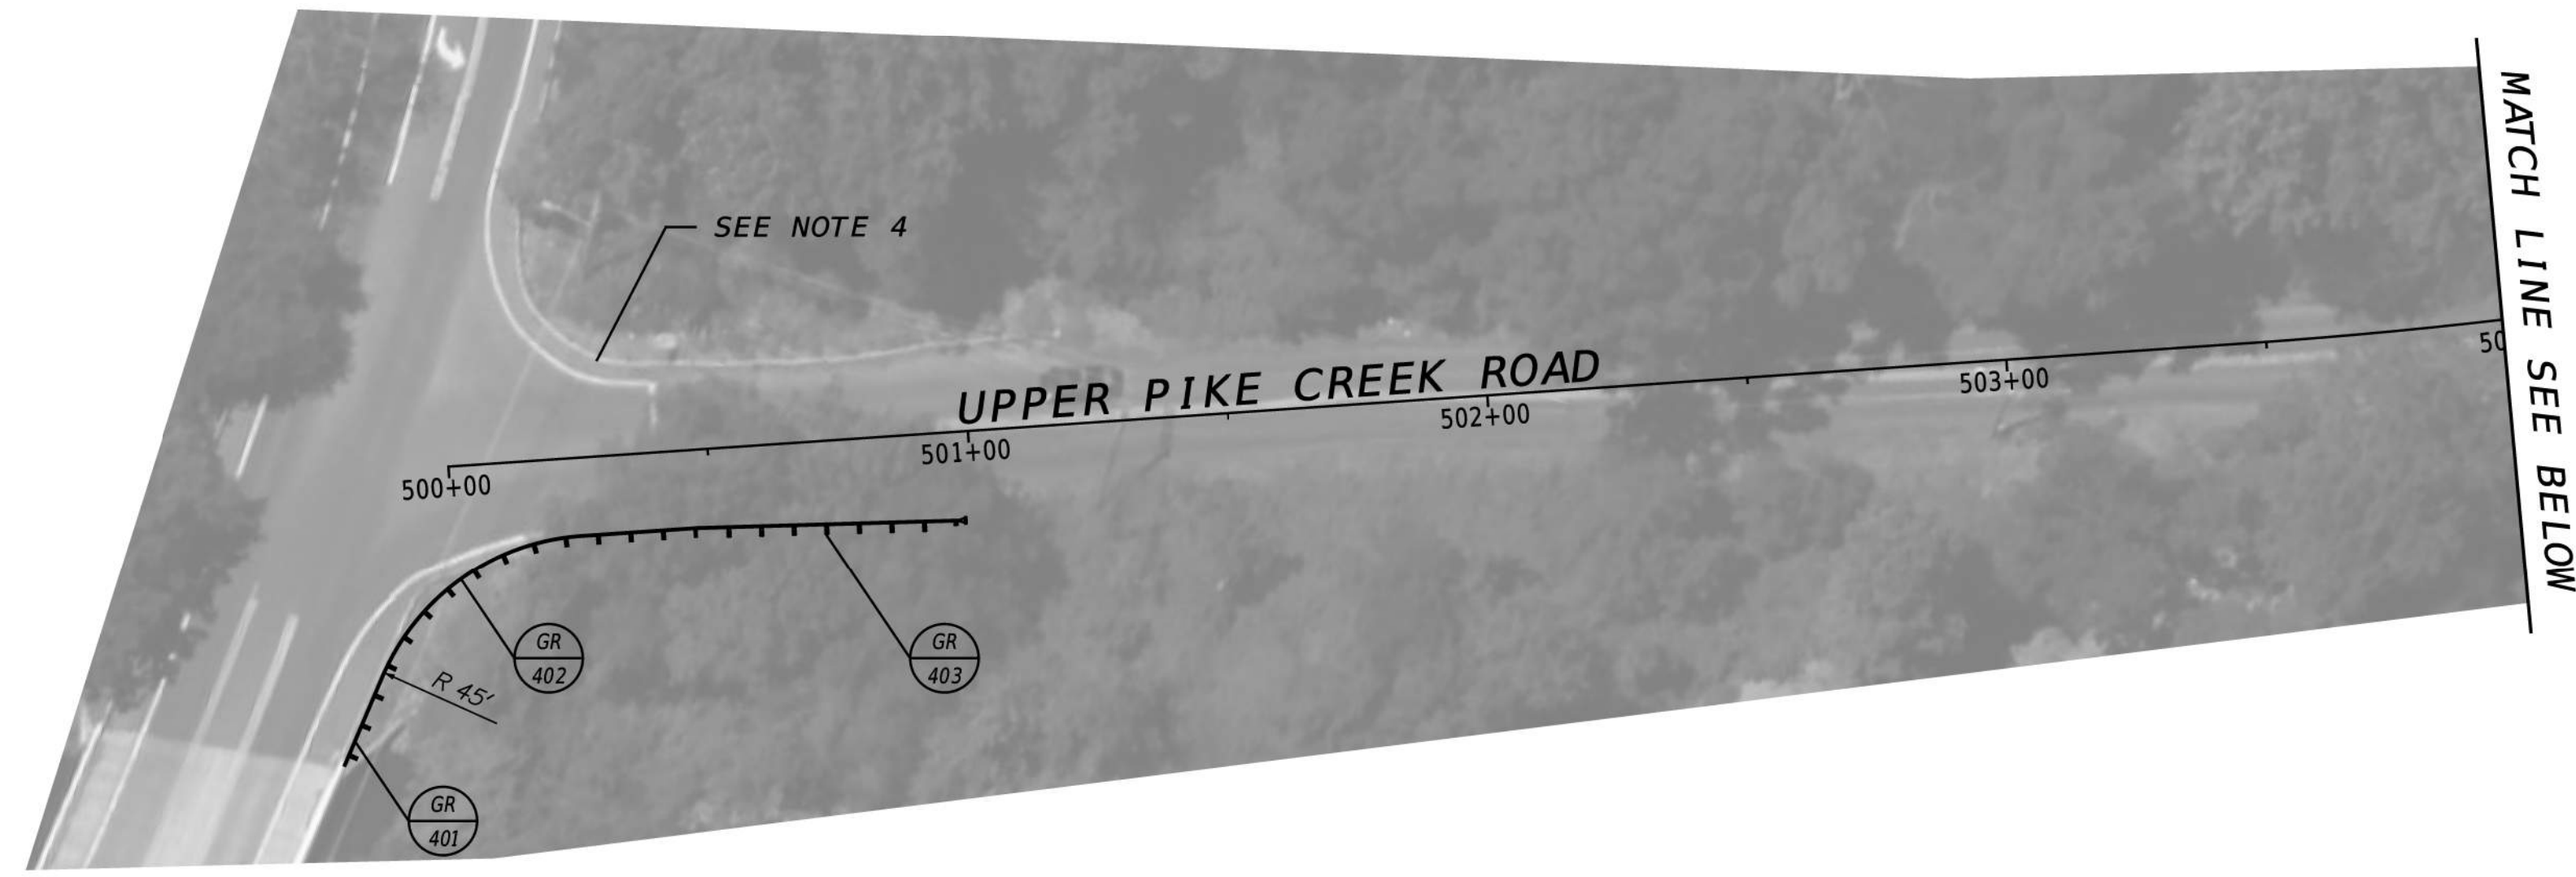 SEE NOTE 4
UPPER PIKE CREEK ROAD
500+00
501+00
502+00
503+00
50
GR
402
GR
403
R 45'
GR
401
MATCH LINE SEE BELOW